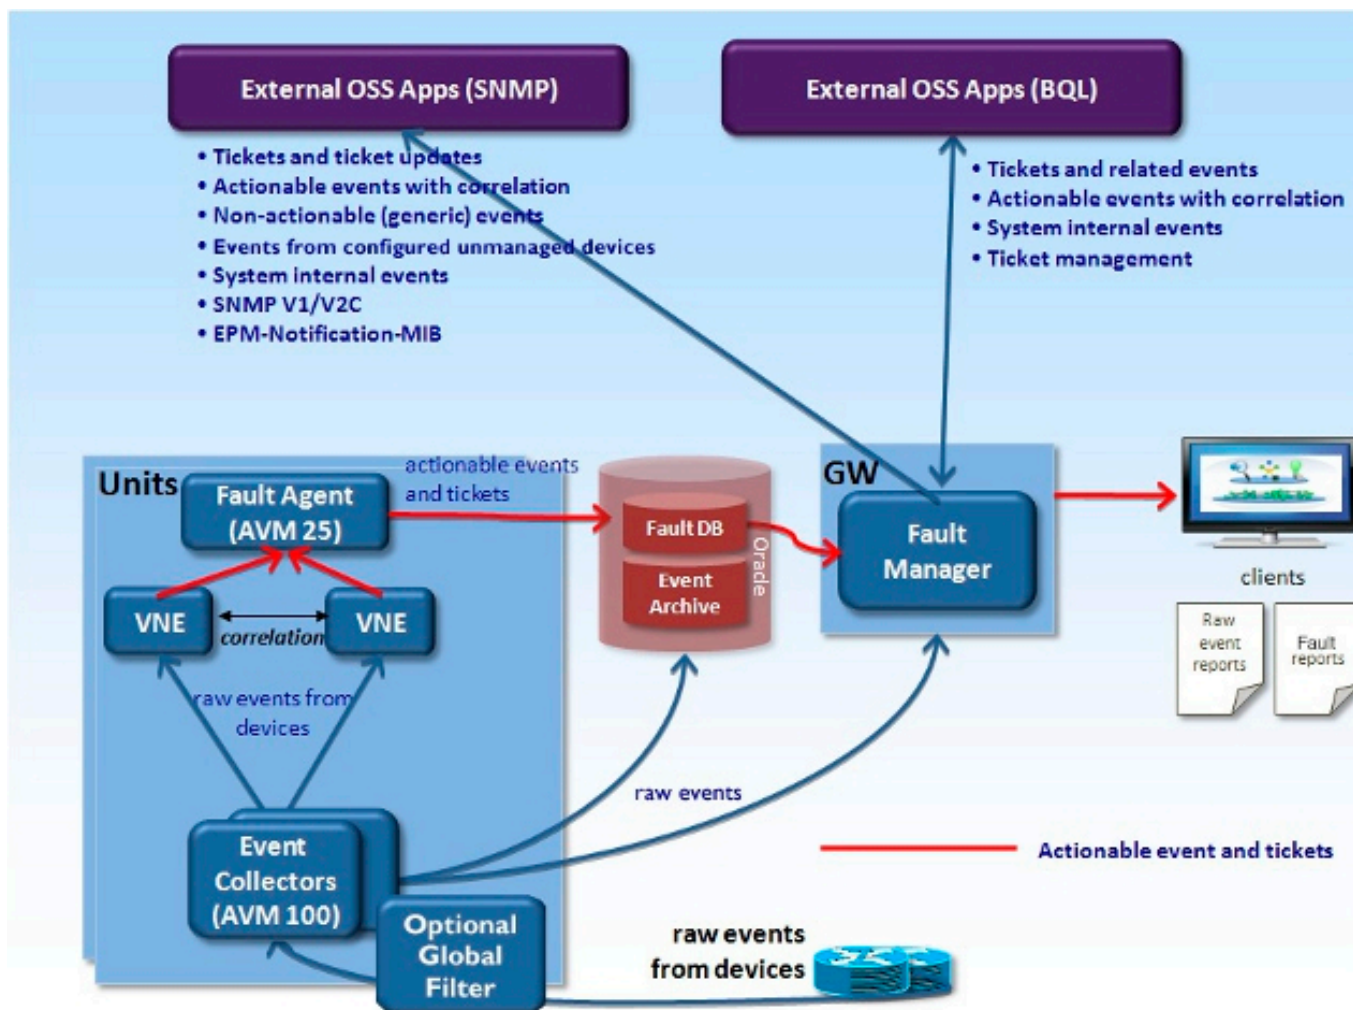 External OSS Apps (SNMP)
External OSS Apps (BQL)
• Tickets and ticket updates
• Actionable events with correlation
• Non-actionable (generic) events
• Events from configured unmanaged devices
• System internal events
• SNMP V1/V2C
• EPM-Notification-MIB
• Tickets and related events
• Actionable events with correlation
• System internal events
• Ticket management
Units
Fault Agent
(AVM 25)
actionable events
and tickets
VNE
correlation
VNE
raw events from
devices
Event
Collectors
(AVM 100)
Optional
Global
Filter
Fault DB
Event
Archive
Oracle
GW
Fault
Manager
clients
Raw
event
reports
Fault
reports
raw events
Actionable event and tickets
raw events
from devices